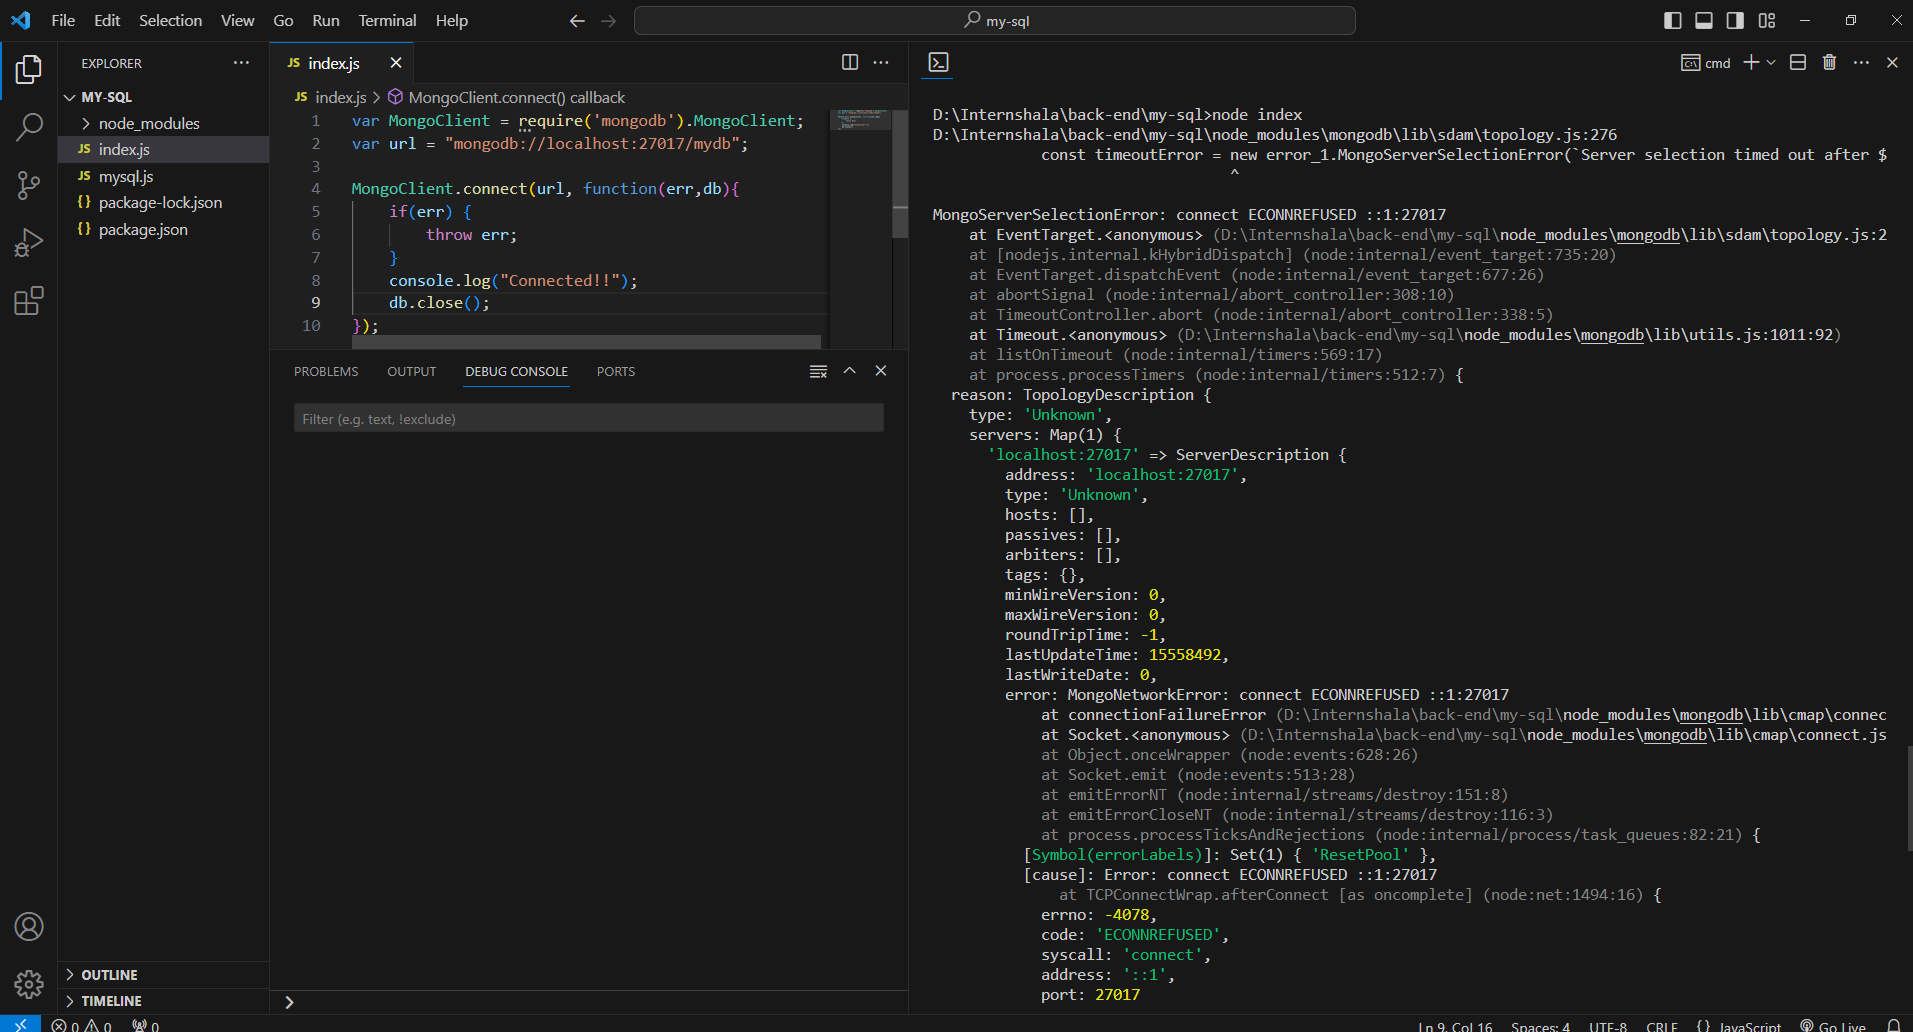 File Edit Selection View Go Run Terminal Help
my-sql
EXPLORER
MY-SQL
node_modules
JS index.js
JS mysql.js
{} package-lock.json
{} package.json
OUTLINE
TIMELINE
JS index.js
JS index.js > MongoClient.connect() callback
1 var MongoClient = require('mongodb').MongoClient;
2 var url = "mongodb://localhost:27017/mydb";
3
4 MongoClient.connect(url, function(err,db){
5 if(err) {
6 throw err;
7 }
8 console.log("Connected!!");
9 db.close();
10 });
PROBLEMS OUTPUT DEBUG CONSOLE PORTS
Filter (e.g. text, !exclude)
cmd
D:\Internshala\back-end\my-sql>node index
D:\Internshala\back-end\my-sql\node_modules\mongodb\lib\sdam\topology.js:276
const timeoutError = new error_1.MongoServerSelectionError(`Server selection timed out after $
^
MongoServerSelectionError: connect ECONNREFUSED ::1:27017
at EventTarget.<anonymous> (D:\Internshala\back-end\my-sql\node_modules\mongodb\lib\sdam\topology.js:2
at [nodejs.internal.kHybridDispatch] (node:internal/event_target:735:20)
at EventTarget.dispatchEvent (node:internal/event_target:677:26)
at abortSignal (node:internal/abort_controller:308:10)
at TimeoutController.abort (node:internal/abort_controller:338:5)
at Timeout.<anonymous> (D:\Internshala\back-end\my-sql\node_modules\mongodb\lib\utils.js:1011:92)
at listOnTimeout (node:internal/timers:569:17)
at process.processTimers (node:internal/timers:512:7) {
reason: TopologyDescription {
type: 'Unknown',
servers: Map(1) {
'localhost:27017' => ServerDescription {
address: 'localhost:27017',
type: 'Unknown',
hosts: [],
passives: [],
arbiters: [],
tags: {},
minWireVersion: 0,
maxWireVersion: 0,
roundTripTime: -1,
lastUpdateTime: 15558492,
lastWriteDate: 0,
error: MongoNetworkError: connect ECONNREFUSED ::1:27017
at connectionFailureError (D:\Internshala\back-end\my-sql\node_modules\mongodb\lib\cmap\connec
at Socket.<anonymous> (D:\Internshala\back-end\my-sql\node_modules\mongodb\lib\cmap\connect.js
at Object.onceWrapper (node:events:628:26)
at Socket.emit (node:events:513:28)
at emitErrorNT (node:internal/streams/destroy:151:8)
at emitErrorCloseNT (node:internal/streams/destroy:116:3)
at process.processTicksAndRejections (node:internal/process/task_queues:82:21) {
[Symbol(errorLabels)]: Set(1) { 'ResetPool' },
[cause]: Error: connect ECONNREFUSED ::1:27017
at TCPConnectWrap.afterConnect [as oncomplete] (node:net:1494:16) {
errno: -4078,
code: 'ECONNREFUSED',
syscall: 'connect',
address: '::1',
port: 27017
0 0 0 Ln 9, Col 16 Spaces: 4 UTF-8 CRLF {} JavaScript Go Live